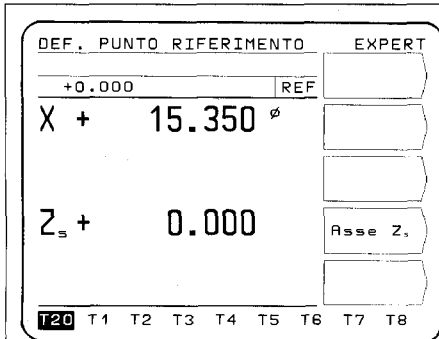 DEF. PUNTO RIFERIMENTO EXPERT
+0.000 REF
X + 15.350 ø
Zs + 0.000
Asse Zs
T20 T1 T2 T3 T4 T5 T6 T7 T8